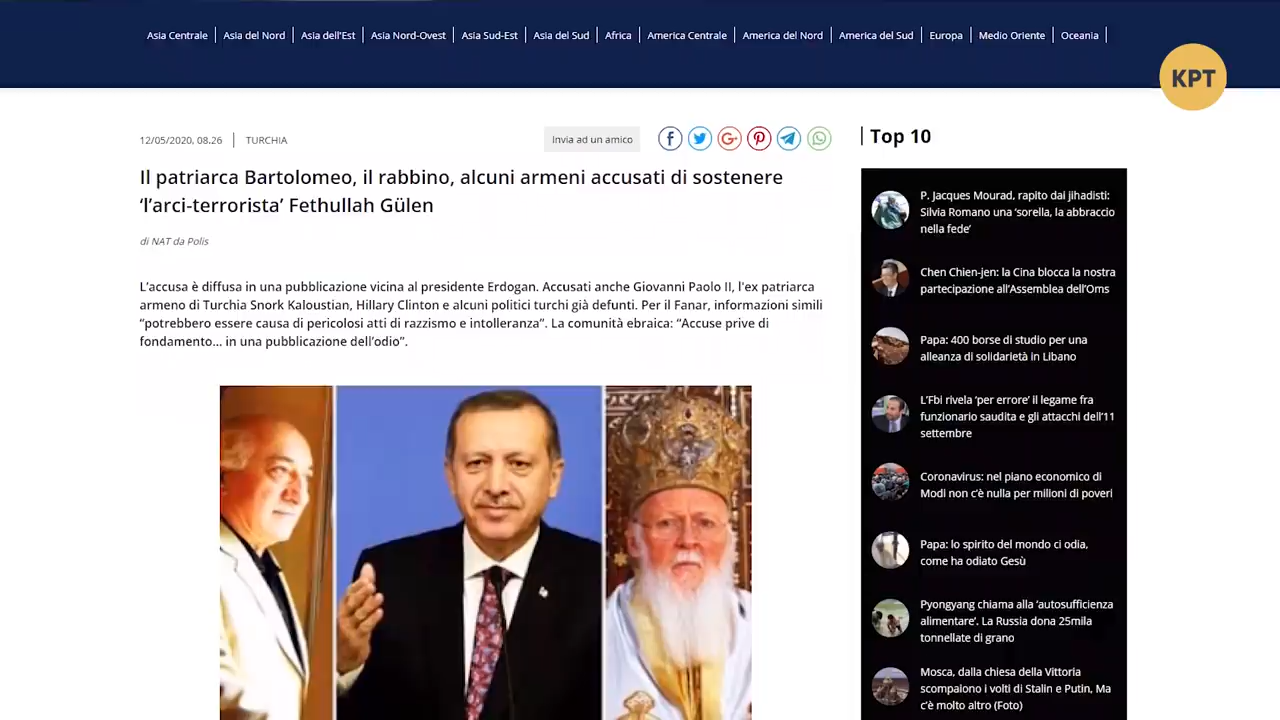 Asia Centrale
Asia del Nord
Asia dell'Est
Asia Nord-Ovest
Asia Sud-Est
Asia del Sud
Africa
America Centrale
America del Nord
America del Sud
Europa
Medio Oriente
Oceania
KPT
12/05/2020, 08.26
TURCHIA
Invia ad un amico
Il patriarca Bartolomeo, il rabbino, alcuni armeni accusati di sostenere
‘l’arci-terrorista’ Fethullah Gülen
di NAT da Polis
L’accusa è diffusa in una pubblicazione vicina al presidente Erdogan. Accusati anche Giovanni Paolo II, l'ex patriarca
armeno di Turchia Snork Kaloustian, Hillary Clinton e alcuni politici turchi già defunti. Per il Fanar, informazioni simili
“potrebbero essere causa di pericolosi atti di razzismo e intolleranza”. La comunità ebraica: “Accuse prive di
fondamento… in una pubblicazione dell’odio”.
Top 10
P. Jacques Mourad, rapito dai jihadisti:
Silvia Romano una ‘sorella, la abbraccio
nella fede’
Chen Chien-jen: la Cina blocca la nostra
partecipazione all’Assemblea dell’Oms
Papa: 400 borse di studio per una
alleanza di solidarietà in Libano
L’Fbi rivela ‘per errore’ il legame fra
funzionario saudita e gli attacchi dell’11
settembre
Coronavirus: nel piano economico di
Modi non c’è nulla per milioni di poveri
Papa: lo spirito del mondo ci odia,
come ha odiato Gesù
Pyongyang chiama alla ‘autosufficienza
alimentare’. La Russia dona 25mila
tonnellate di grano
Mosca, dalla chiesa della Vittoria
scompaiono i volti di Stalin e Putin, Ma
c’è molto altro (Foto)